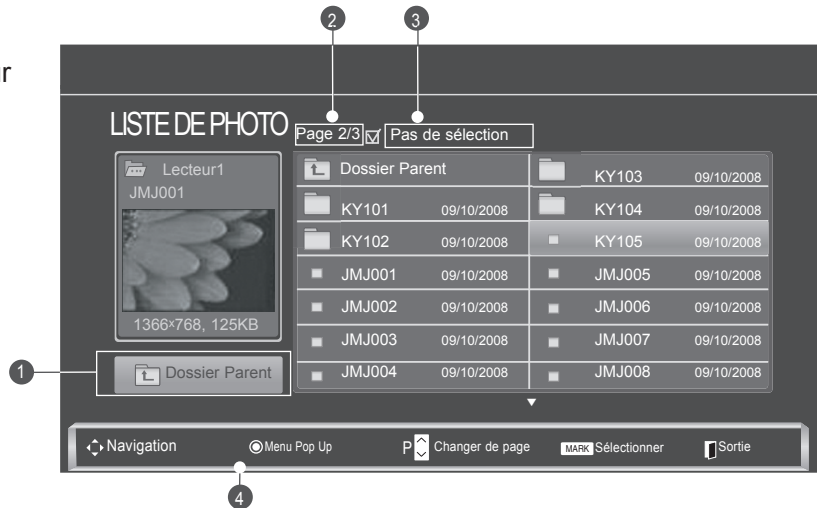 2 3
ur
LISTE DE PHOTO
Page 2/3 Pas de sélection
Lecteur1
JMJ001
1366x768, 125KB
Dossier Parent
Dossier Parent
KY101 09/10/2008
KY102 09/10/2008
JMJ001 09/10/2008
JMJ002 09/10/2008
JMJ003 09/10/2008
JMJ004 09/10/2008
KY103 09/10/2008
KY104 09/10/2008
KY105 09/10/2008
JMJ005 09/10/2008
JMJ006 09/10/2008
JMJ007 09/10/2008
JMJ008 09/10/2008
1
Navigation Menu Pop Up P Changer de page MARK Sélectionner Sortie
4